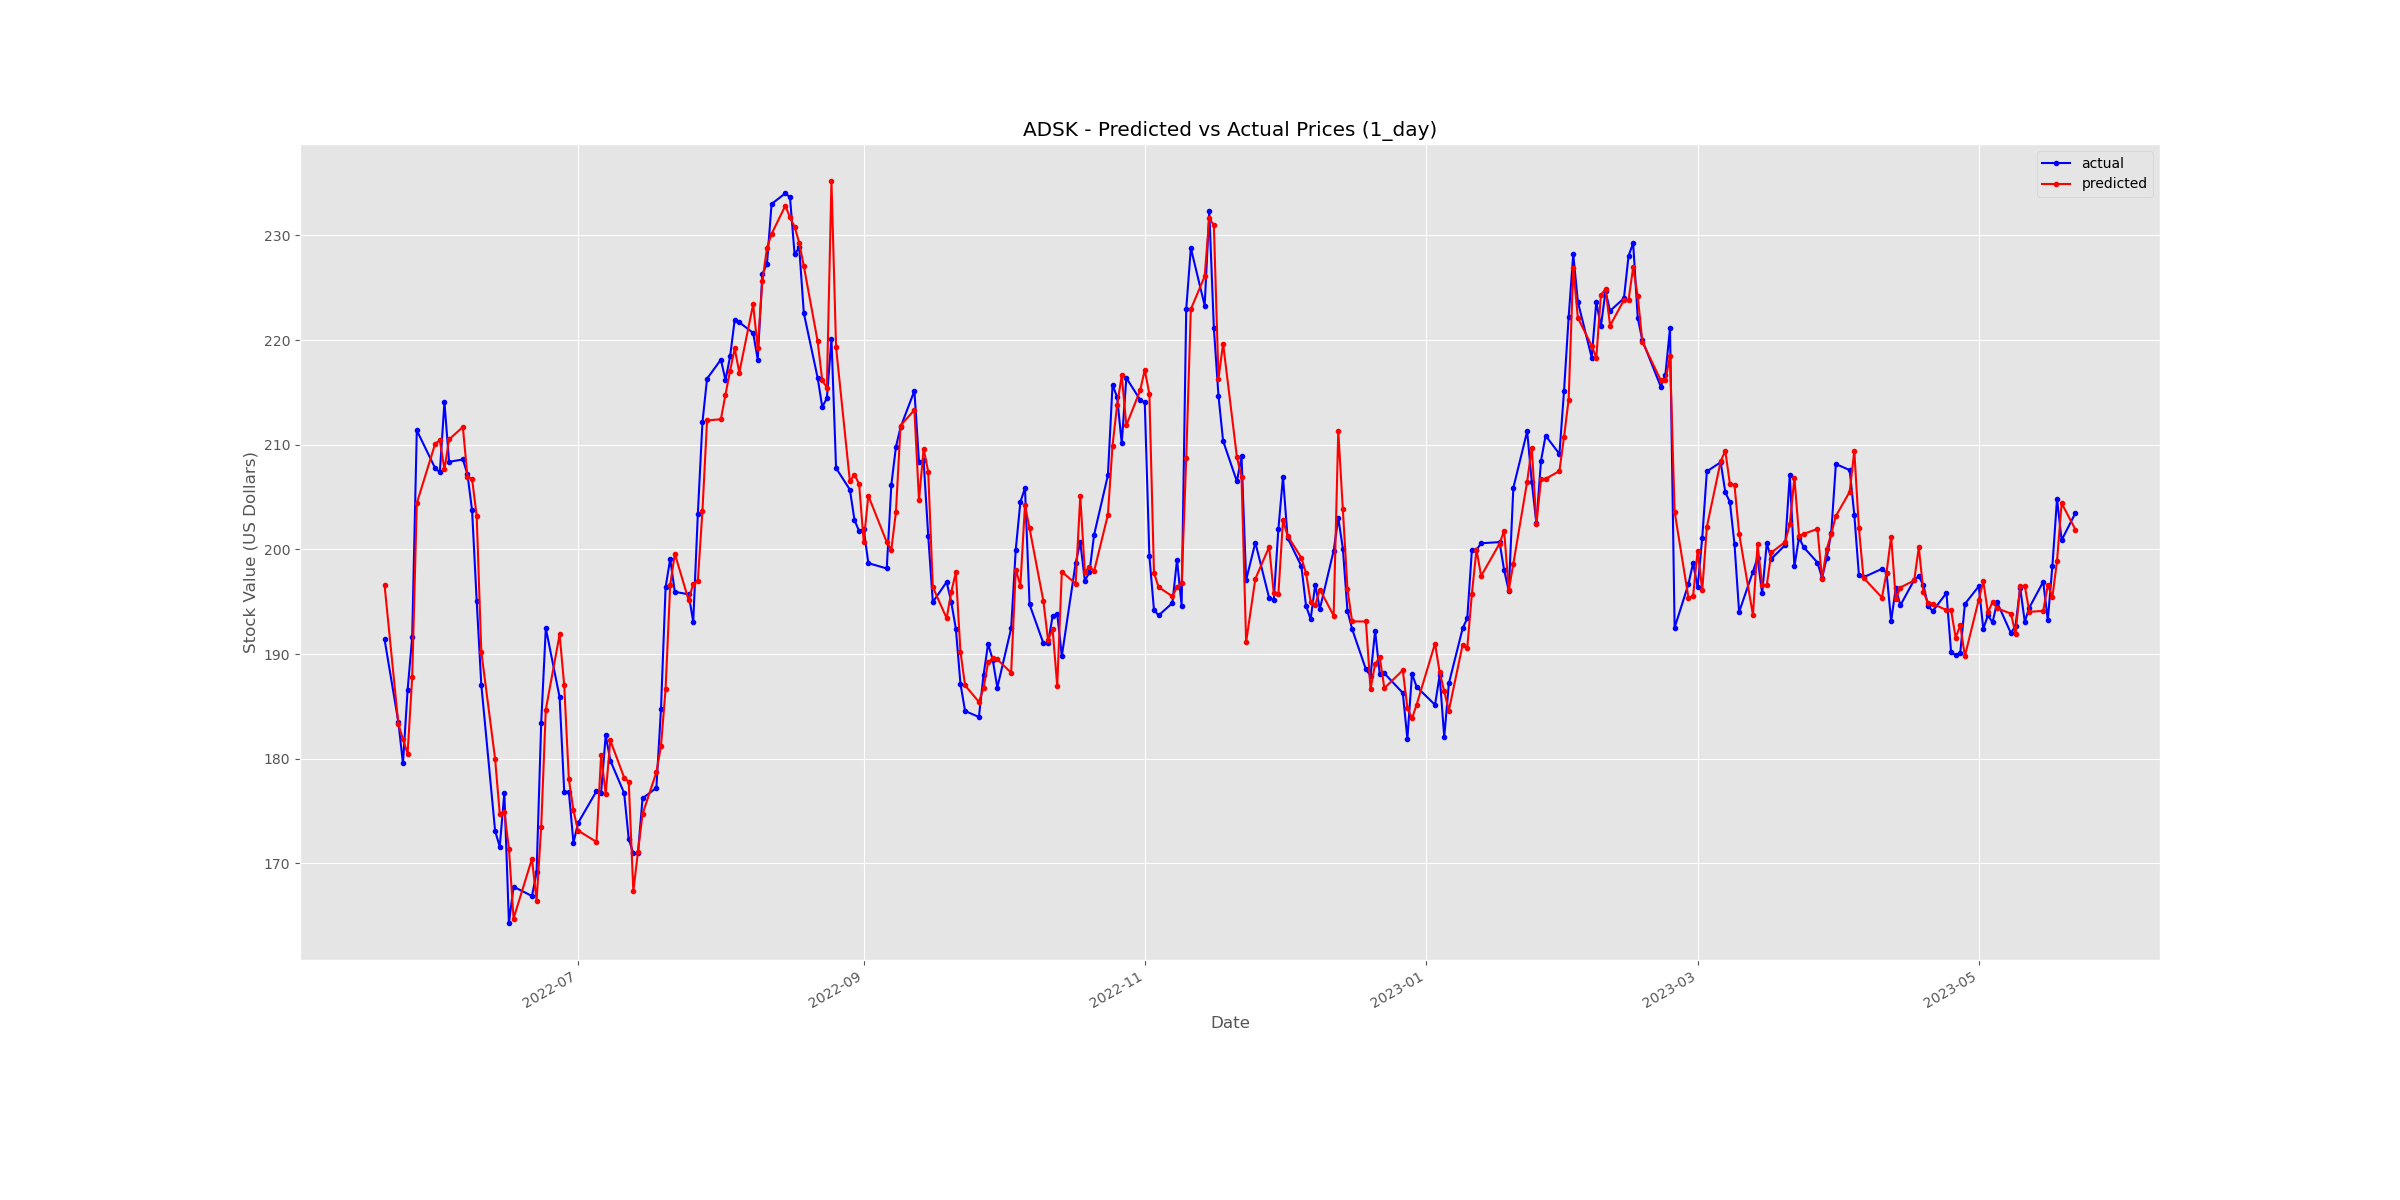 ADSK - Predicted vs Actual Prices (1_day)
actual
predicted
Stock Value (US Dollars)
230
220
210
200
190
180
170
2022-07
2022-09
2022-11
2023-01
2023-03
2023-05
Date